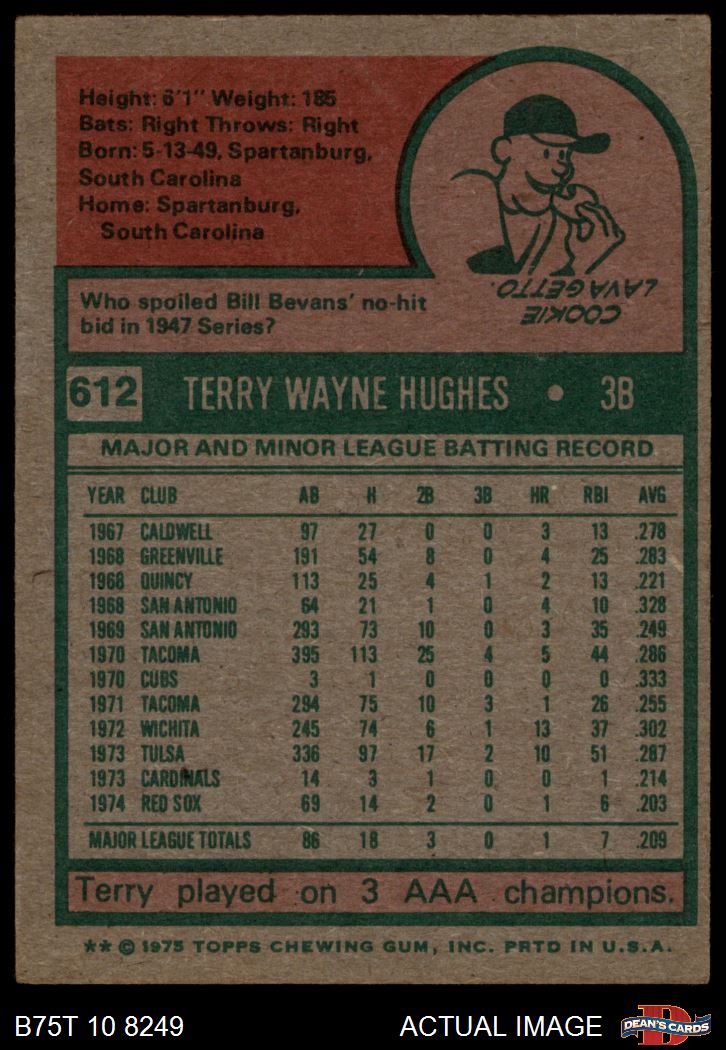 Height: 6'1" Weight: 185
Bats: Right Throws: Right
Born: 5-13-49, Spartanburg,
South Carolina
Home: Spartanburg,
South Carolina
Who spoiled Bill Bevans' no-hit
bid in 1947 Series?
COOKIE
LAVAGETTO.
612 TERRY WAYNE HUGHES • 3B
MAJOR AND MINOR LEAGUE BATTING RECORD
YEAR CLUB AB H 2B 3B HR RBI AVG
1967 CALDWELL 97 27 0 0 3 13 .278
1968 GREENVILLE 191 54 8 0 4 25 .283
1968 QUINCY 113 25 4 1 2 13 .221
1968 SAN ANTONIO 64 21 1 0 4 10 .328
1969 SAN ANTONIO 293 73 10 0 3 35 .249
1970 TACOMA 395 113 25 4 5 44 .286
1970 CUBS 3 1 0 0 0 0 .333
1971 TACOMA 294 75 10 3 1 26 .255
1972 WICHITA 245 74 6 1 13 37 .302
1973 TULSA 336 97 17 2 10 51 .287
1973 CARDINALS 14 3 1 0 0 1 .214
1974 RED SOX 69 14 2 0 1 6 .203
MAJOR LEAGUE TOTALS 86 18 3 0 1 7 .209
Terry played on 3 AAA champions.
** © 1975 TOPPS CHEWING GUM, INC. PRTD IN U.S.A.
B75T 10 8249 ACTUAL IMAGE
DEAN'S CARDS